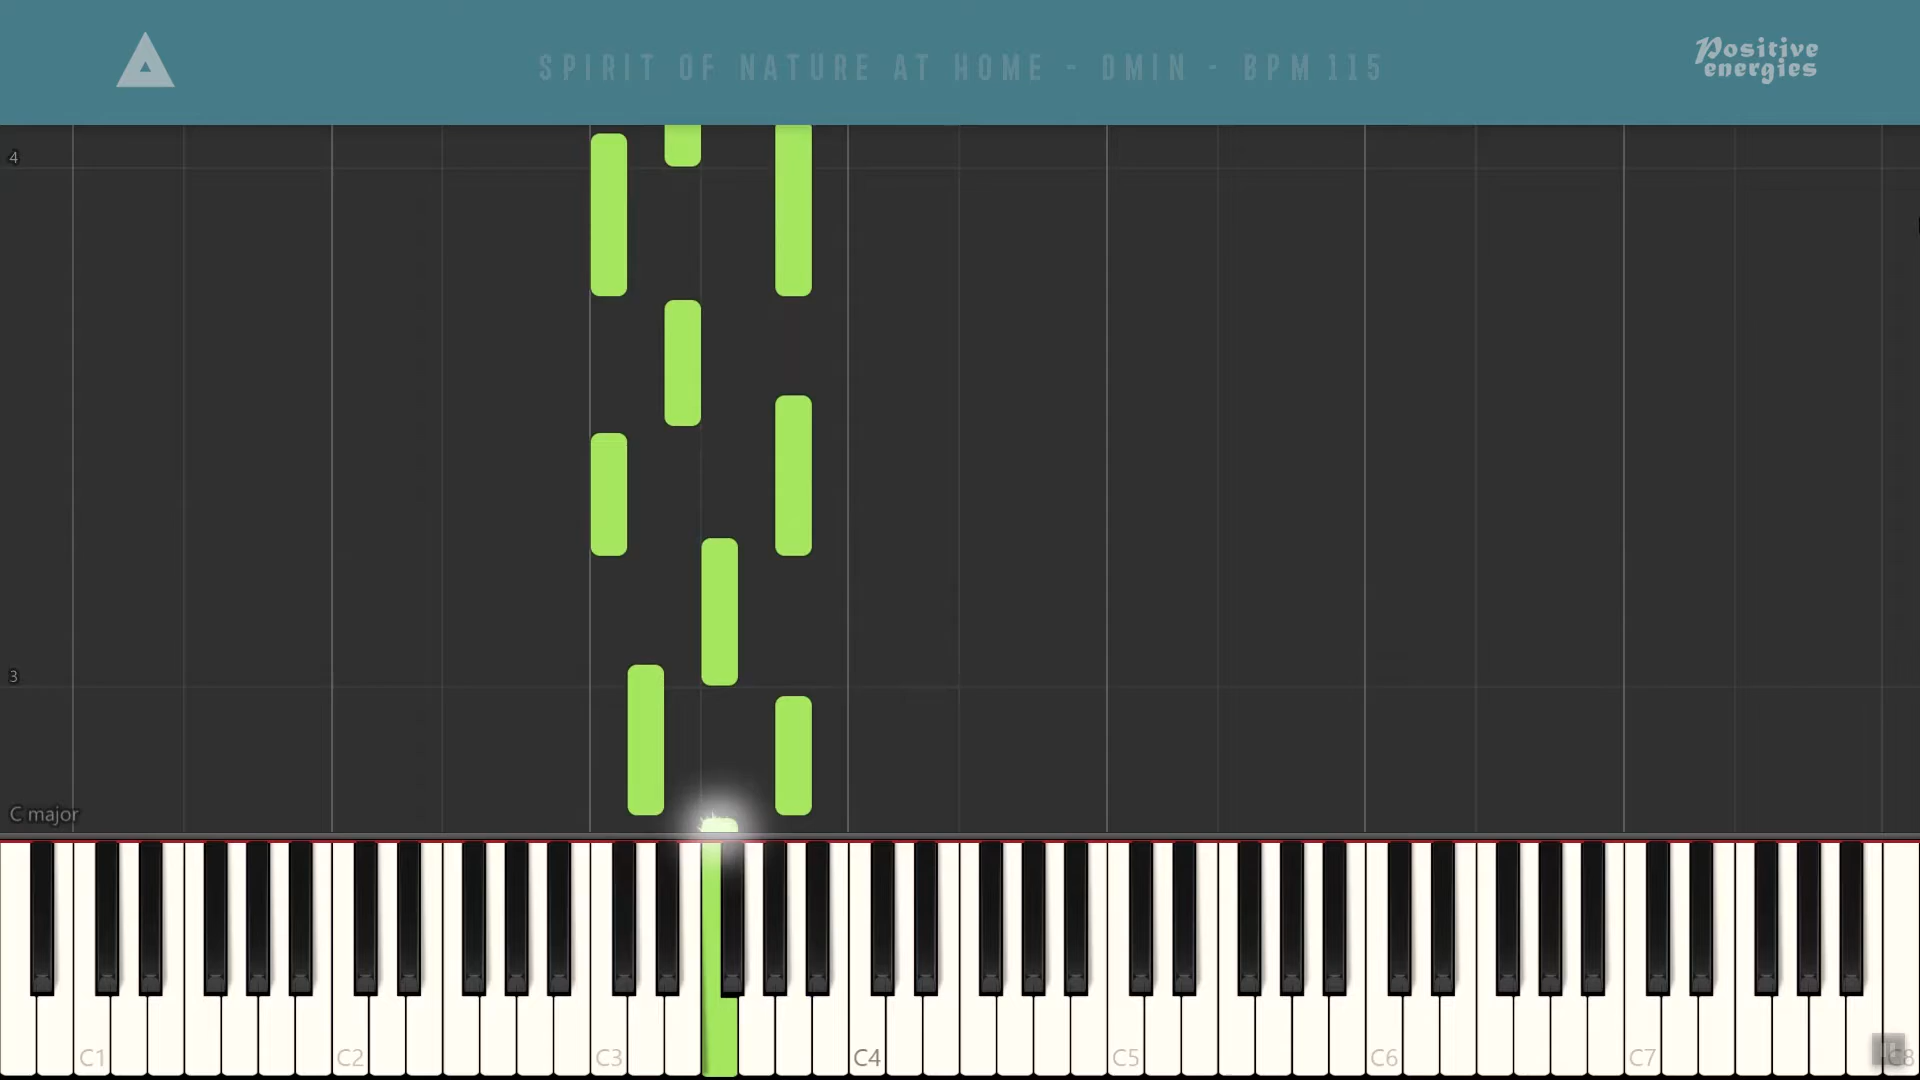 SPIRIT OF NATURE AT HOME - DMIN - BPM 115
Positive
energies
4
3
C major
C1 C2 C3 C4 C5 C6 C7 C8